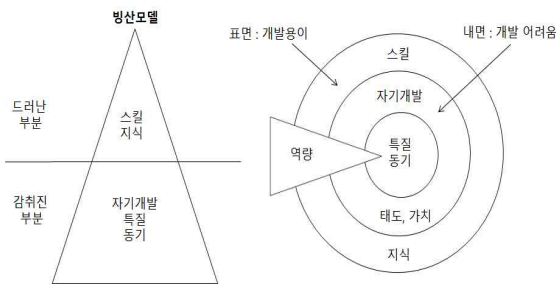 빙산모델
드러난
부분
스킬
지식
감취진
부분
자기개발
특질
동기
표면 : 개발용이
내면 : 개발 어려움
스킬
자기개발
역량
특질
동기
태도, 가치
지식